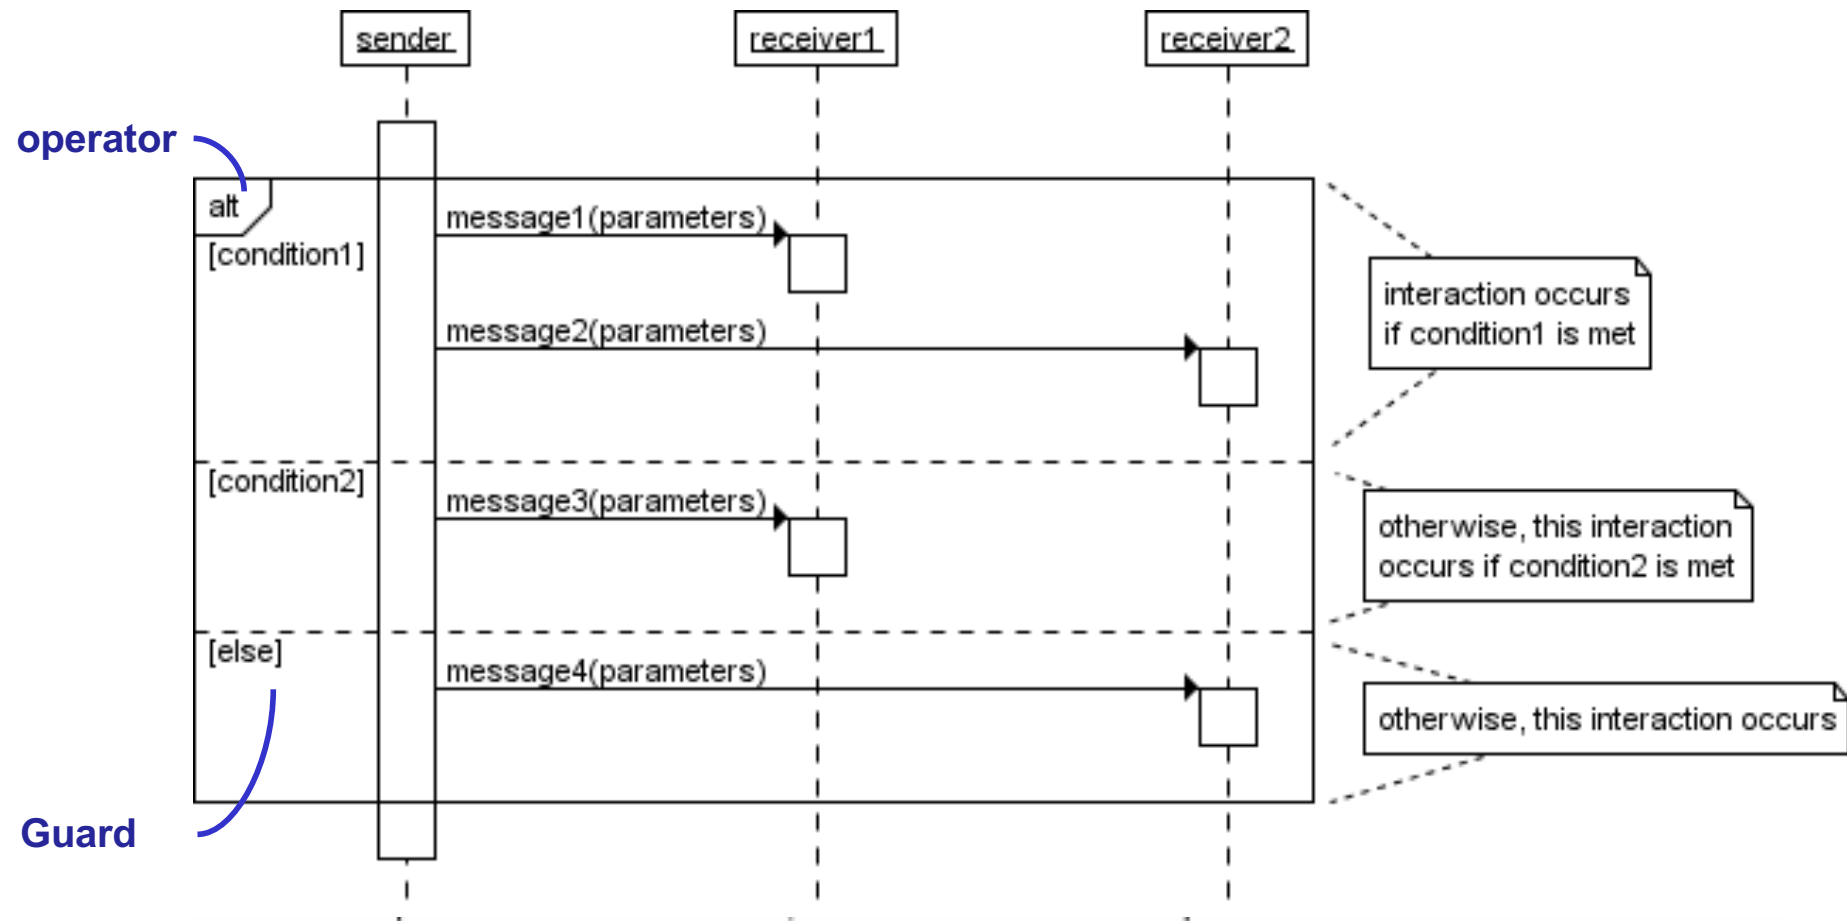 sender
receiver1
receiver2
operator
alt
message1(parameters)
[condition1]
interaction occurs
if condition1 is met
message2(parameters)
[condition2]
message3(parameters)
otherwise, this interaction
occurs if condition2 is met
[else]
message4(parameters)
otherwise, this interaction occurs
Guard